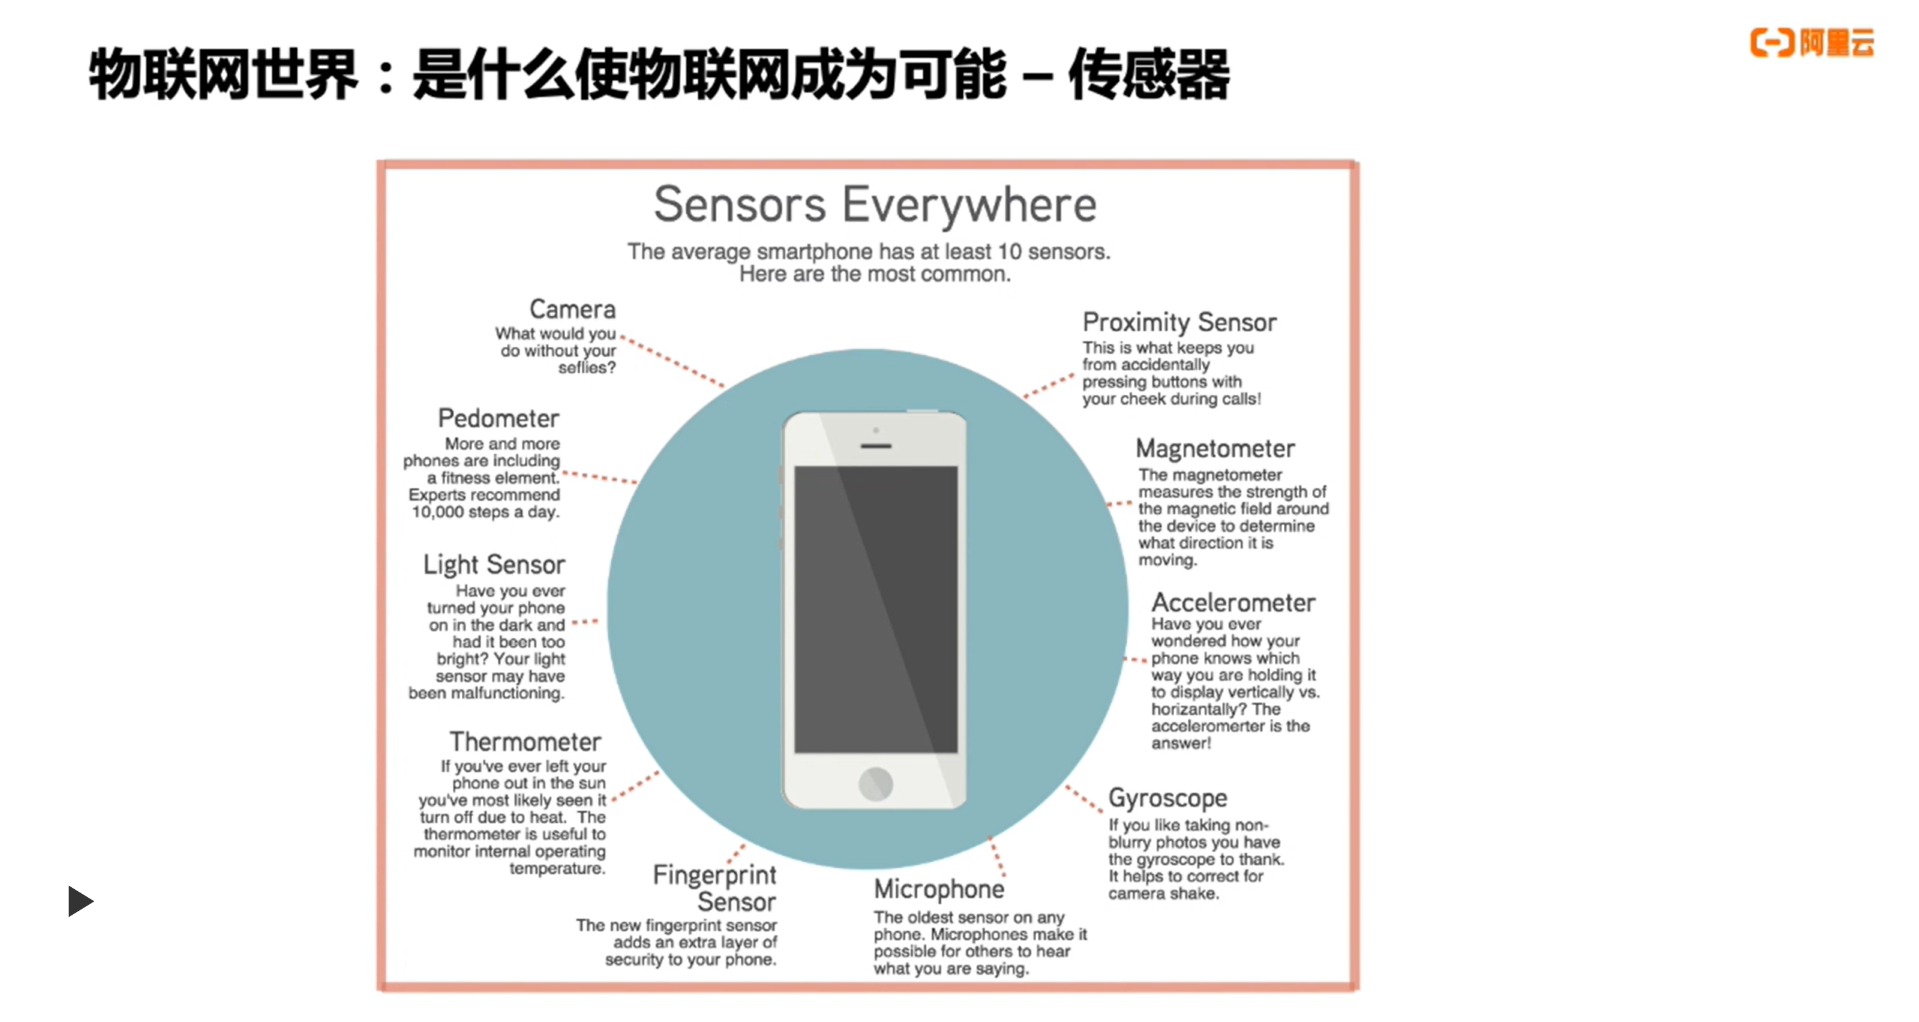 物联网世界：是什么使物联网成为可能 – 传感器
阿里云
Sensors Everywhere
The average smartphone has at least 10 sensors.
Here are the most common.
Camera
What would you
do without your
seflies?
Pedometer
More and more
phones are including
a fitness element.
Experts recommend
10,000 steps a day.
Light Sensor
Have you ever
turned your phone
on in the dark and
had it been too
bright? Your light
sensor may have
been malfunctioning.
Thermometer
If you've ever left your
phone out in the sun
you've most likely seen it
turn off due to heat. The
thermometer is useful to
monitor internal operating
temperature.
Fingerprint
Sensor
The new fingerprint sensor
adds an extra layer of
security to your phone.
Microphone
The oldest sensor on any
phone. Microphones make it
possible for others to hear
what you are saying.
Proximity Sensor
This is what keeps you
from accidentally
pressing buttons with
your cheek during calls!
Magnetometer
The magnetometer
measures the strength of
the magnetic field around
the device to determine
what direction it is
moving.
Accelerometer
Have you ever
wondered how your
phone knows which
way you are holding it
to display vertically vs.
horizantally? The
acceleromerter is the
answer!
Gyroscope
If you like taking non-
blurry photos you have
the gyroscope to thank.
It helps to correct for
camera shake.